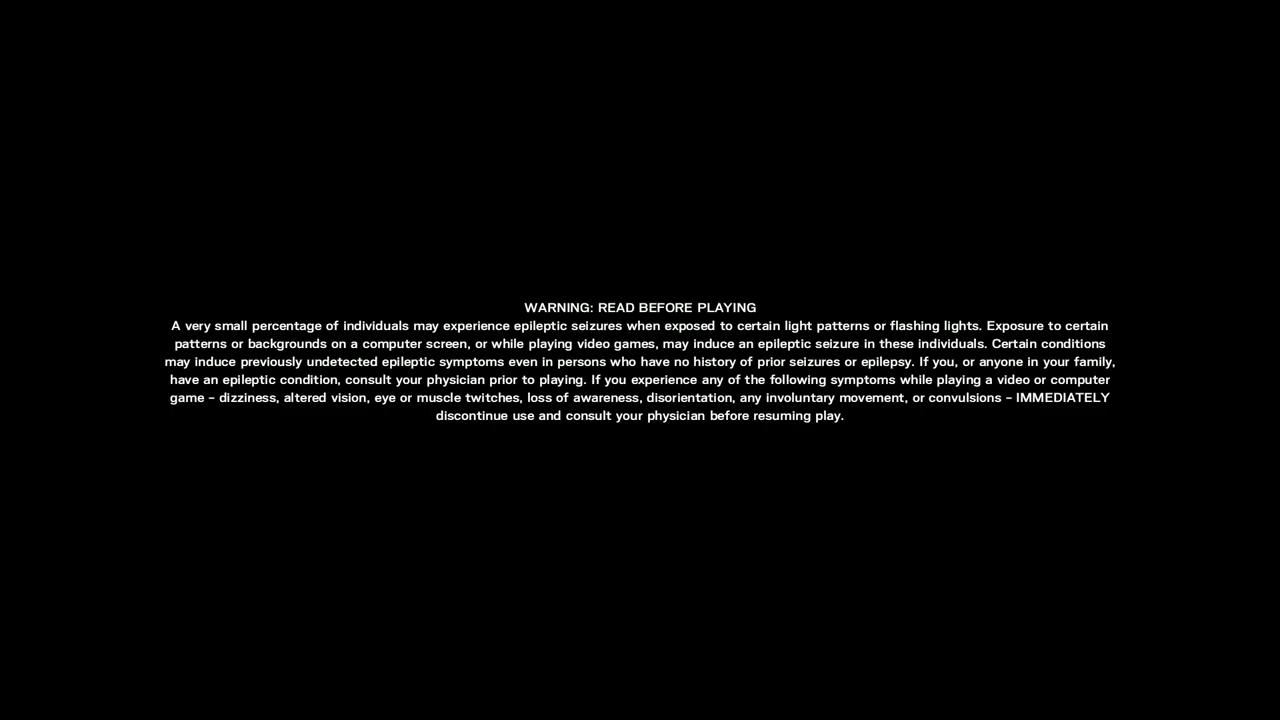 WARNING: READ BEFORE PLAYING
A very small percentage of individuals may experience epileptic seizures when exposed to certain light patterns or flashing lights. Exposure to certain
patterns or backgrounds on a computer screen, or while playing video games, may induce an epileptic seizure in these individuals. Certain conditions
may induce previously undetected epileptic symptoms even in persons who have no history of prior seizures or epilepsy. If you, or anyone in your family,
have an epileptic condition, consult your physician prior to playing. If you experience any of the following symptoms while playing a video or computer
game – dizziness, altered vision, eye or muscle twitches, loss of awareness, disorientation, any involuntary movement, or convulsions – IMMEDIATELY
discontinue use and consult your physician before resuming play.